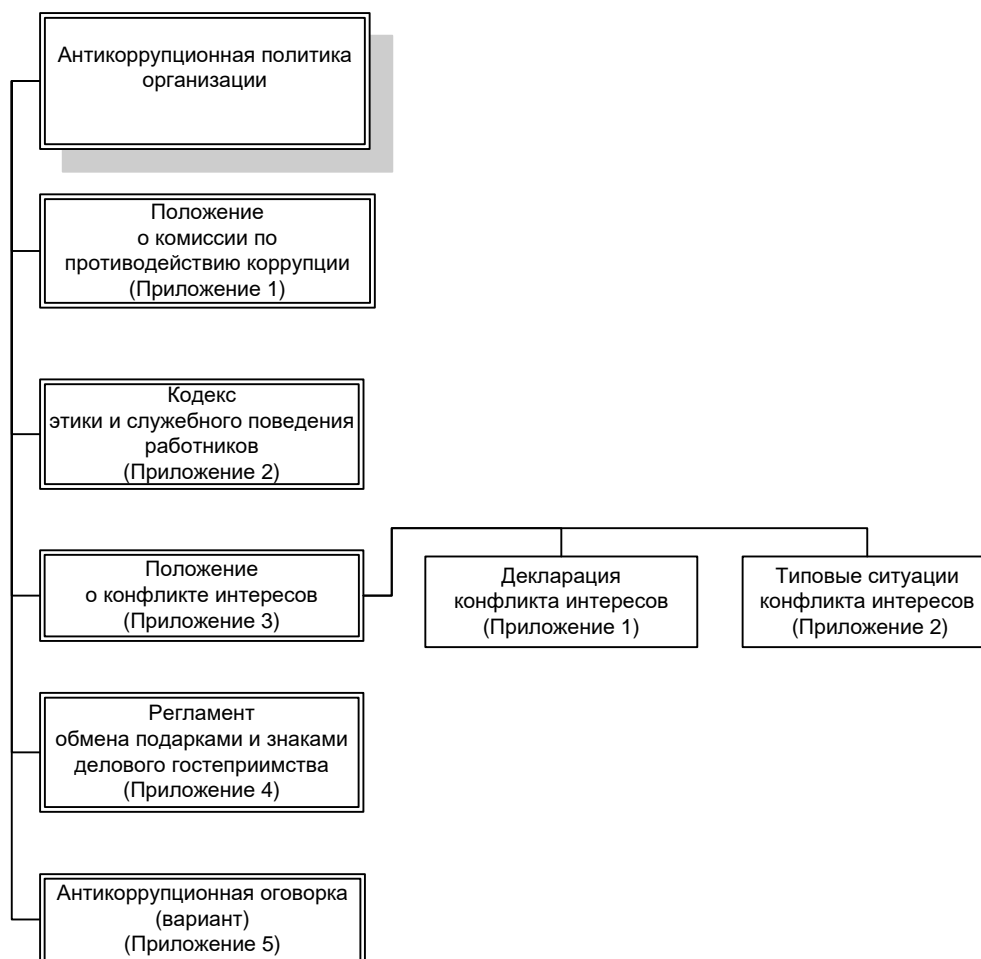 Антикоррупционная политика
организации
Положение
о комиссии по
противодействию коррупции
(Приложение 1)
Кодекс
этики и служебного поведения
работников
(Приложение 2)
Положение
о конфликте интересов
(Приложение 3)
Декларация
конфликта интересов
(Приложение 1)
Типовые ситуации
конфликта интересов
(Приложение 2)
Регламент
обмена подарками и знаками
делового гостеприимства
(Приложение 4)
Антикоррупционная оговорка
(вариант)
(Приложение 5)